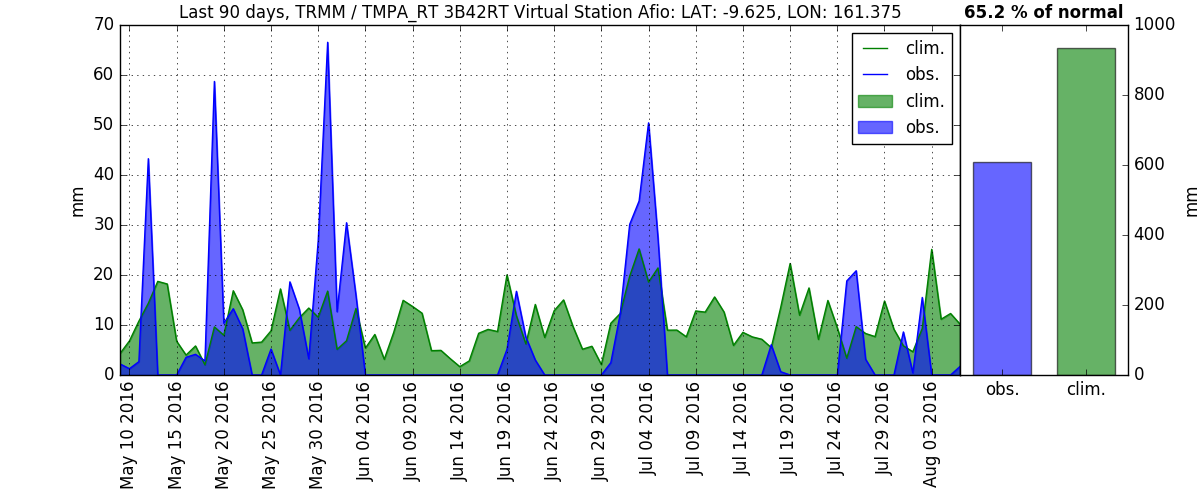 Last 90 days, TRMM / TMPA_RT 3B42RT Virtual Station Afio: LAT: -9.625, LON: 161.375
65.2 % of normal
70
60
50
40
30
20
10
0
mm
clim.
obs.
clim.
obs.
May 10 2016
May 15 2016
May 20 2016
May 25 2016
May 30 2016
Jun 04 2016
Jun 09 2016
Jun 14 2016
Jun 19 2016
Jun 24 2016
Jun 29 2016
Jul 04 2016
Jul 09 2016
Jul 14 2016
Jul 19 2016
Jul 24 2016
Jul 29 2016
Aug 03 2016
1000
800
600
400
200
0
mm
obs.
clim.